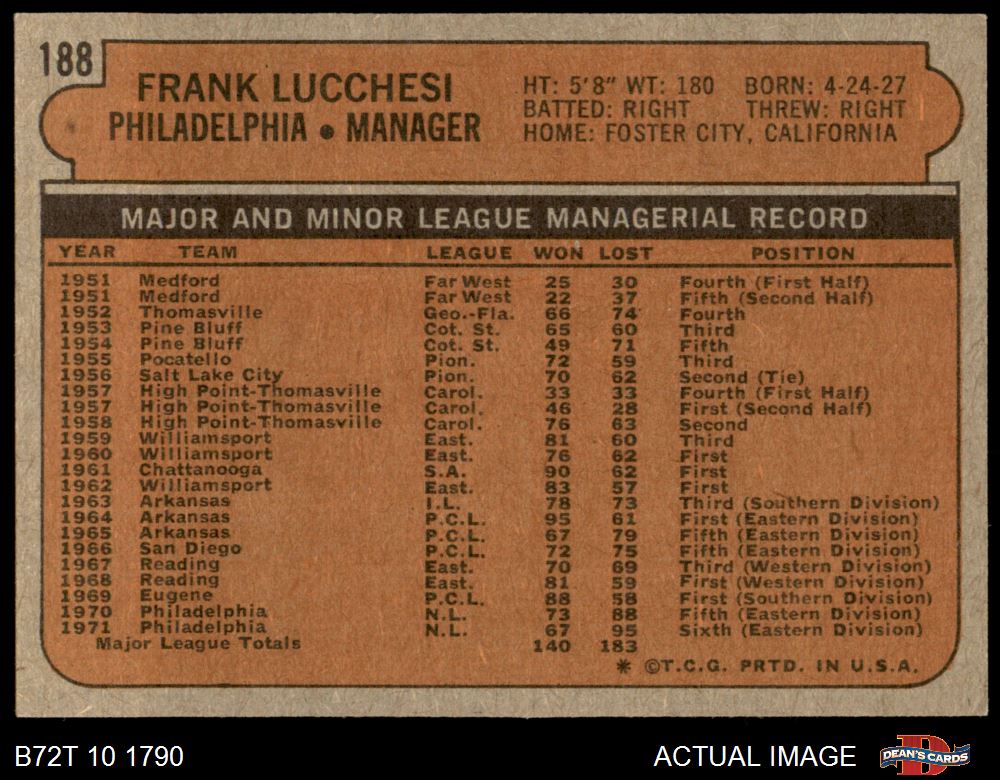 188
FRANK LUCCHESI
PHILADELPHIA • MANAGER
HT: 5'8" WT: 180 BORN: 4-24-27
BATTED: RIGHT THREW: RIGHT
HOME: FOSTER CITY, CALIFORNIA
MAJOR AND MINOR LEAGUE MANAGERIAL RECORD
YEAR TEAM LEAGUE WON LOST POSITION
1951 Medford Far West 25 30 Fourth (First Half)
1951 Medford Far West 22 37 Fifth (Second Half)
1952 Thomasville Geo.-Fla. 66 74 Fourth
1953 Pine Bluff Cot. St. 65 60 Third
1954 Pine Bluff Cot. St. 49 71 Fifth
1955 Pocatello Pion. 72 59 Third
1956 Salt Lake City Pion. 70 62 Second (Tie)
1957 High Point-Thomasville Carol. 33 33 Fourth (First Half)
1957 High Point-Thomasville Carol. 46 28 First (Second Half)
1958 High Point-Thomasville Carol. 76 63 Second
1959 Williamsport East. 81 60 Third
1960 Williamsport East. 76 62 First
1961 Chattanooga S.A. 90 62 First
1962 Williamsport East. 83 57 First
1963 Arkansas I.L. 78 73 Third (Southern Division)
1964 Arkansas P.C.L. 95 61 First (Eastern Division)
1965 Arkansas P.C.L. 67 79 Fifth (Eastern Division)
1966 San Diego P.C.L. 72 75 Fifth (Eastern Division)
1967 Reading East. 70 69 Third (Western Division)
1968 Reading East. 81 59 First (Western Division)
1969 Eugene P.C.L. 88 58 First (Southern Division)
1970 Philadelphia N.L. 73 88 Fifth (Eastern Division)
1971 Philadelphia N.L. 67 95 Sixth (Eastern Division)
Major League Totals 140 183
* ©T.C.G. PRTD. IN U.S.A.
B72T 10 1790
ACTUAL IMAGE
D
DEAN'S CARDS